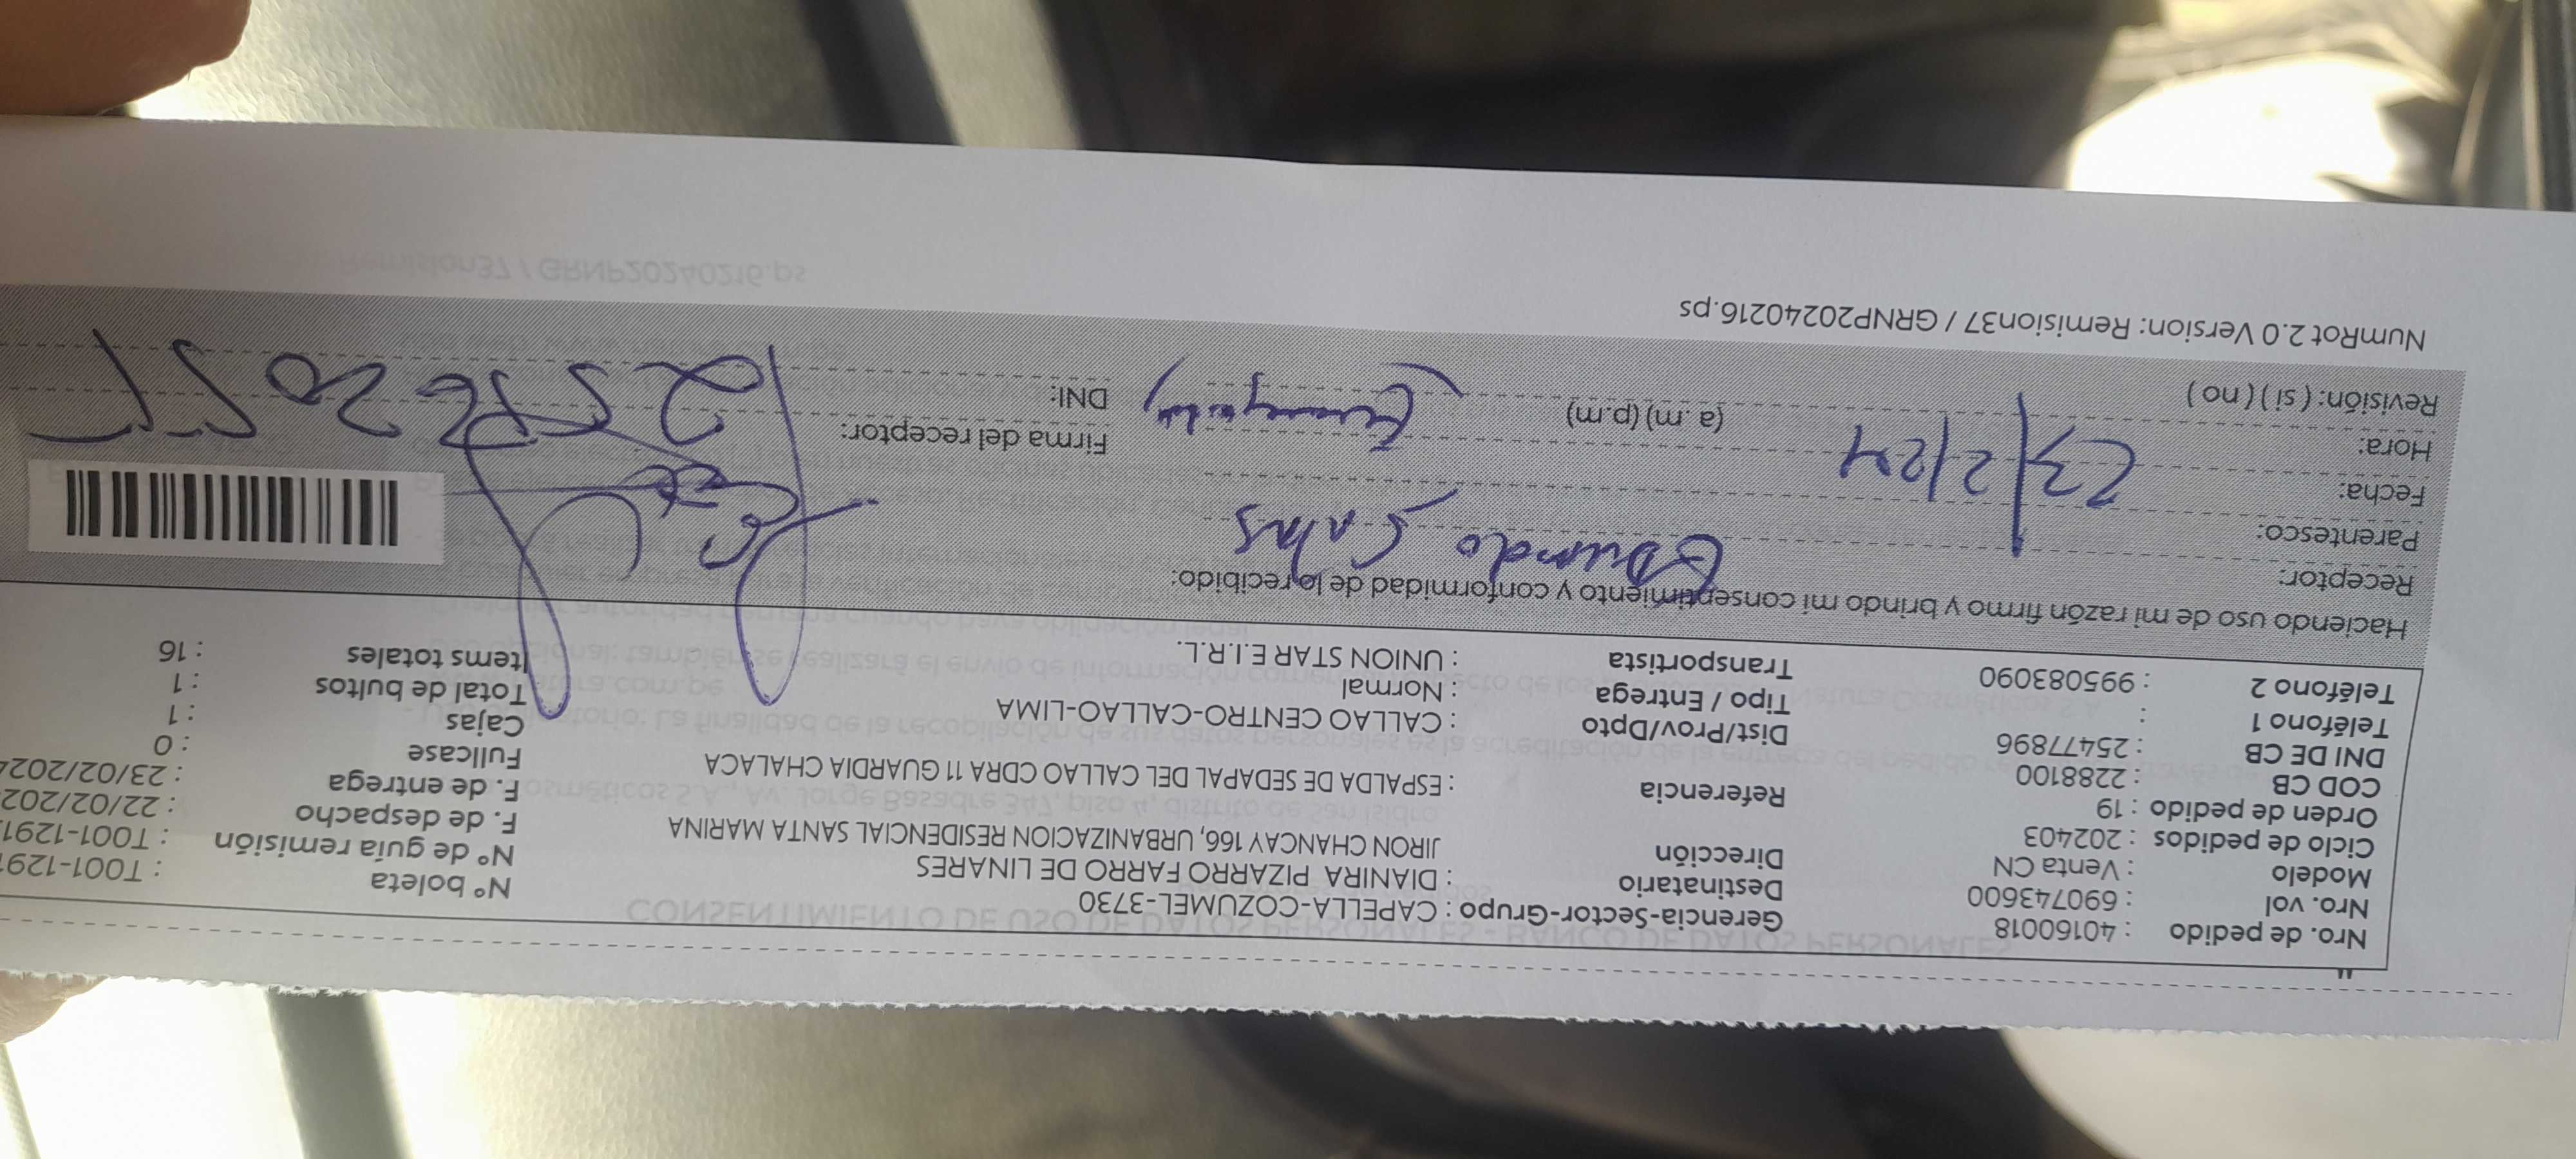 Nro. de pedido : 40160018 Gerencia-Sector-Grupo : CAPELLA-COZUMEL-3730 Nº boleta : T001-1291
Nro. vol : 690743600 Destinatario : DIANIRA PIZARRO FARRO DE LINARES Nº de guía remisión : T001-1291
Modelo : Venta CN Dirección JIRON CHANCAY 166, URBANIZACION RESIDENCIAL SANTA MARINA F. de despacho : 22/02/202
Ciclo de pedidos : 202403 Referencia : ESPALDA DE SEDAPAL DEL CALLAO CDRA 11 GUARDIA CHALACA F. de entrega : 23/02/2024
Orden de pedido : 19 Dist/Prov/Dpto : CALLAO CENTRO-CALLAO-LIMA Fullcase : 0
COD CB : 2288100 Tipo / Entrega : Normal Cajas : 1
DNI DE CB : 25477896 Transportista : UNION STAR E.I.R.L. Total de bultos : 1
Teléfono 1 : Items totales : 16
Teléfono 2 : 995083090
Haciendo uso de mi razón firmo y brindo mi consentimiento y conformidad de lo recibido:
Receptor: Eduardo Salas
Parentesco:
Fecha: 23/2/24 Firma del receptor:
Hora: (a.m) (p.m) DNI:
Revisión: ( si ) ( no )
NumRot 2.0 Version: Remision37 / GRNP20240216.ps